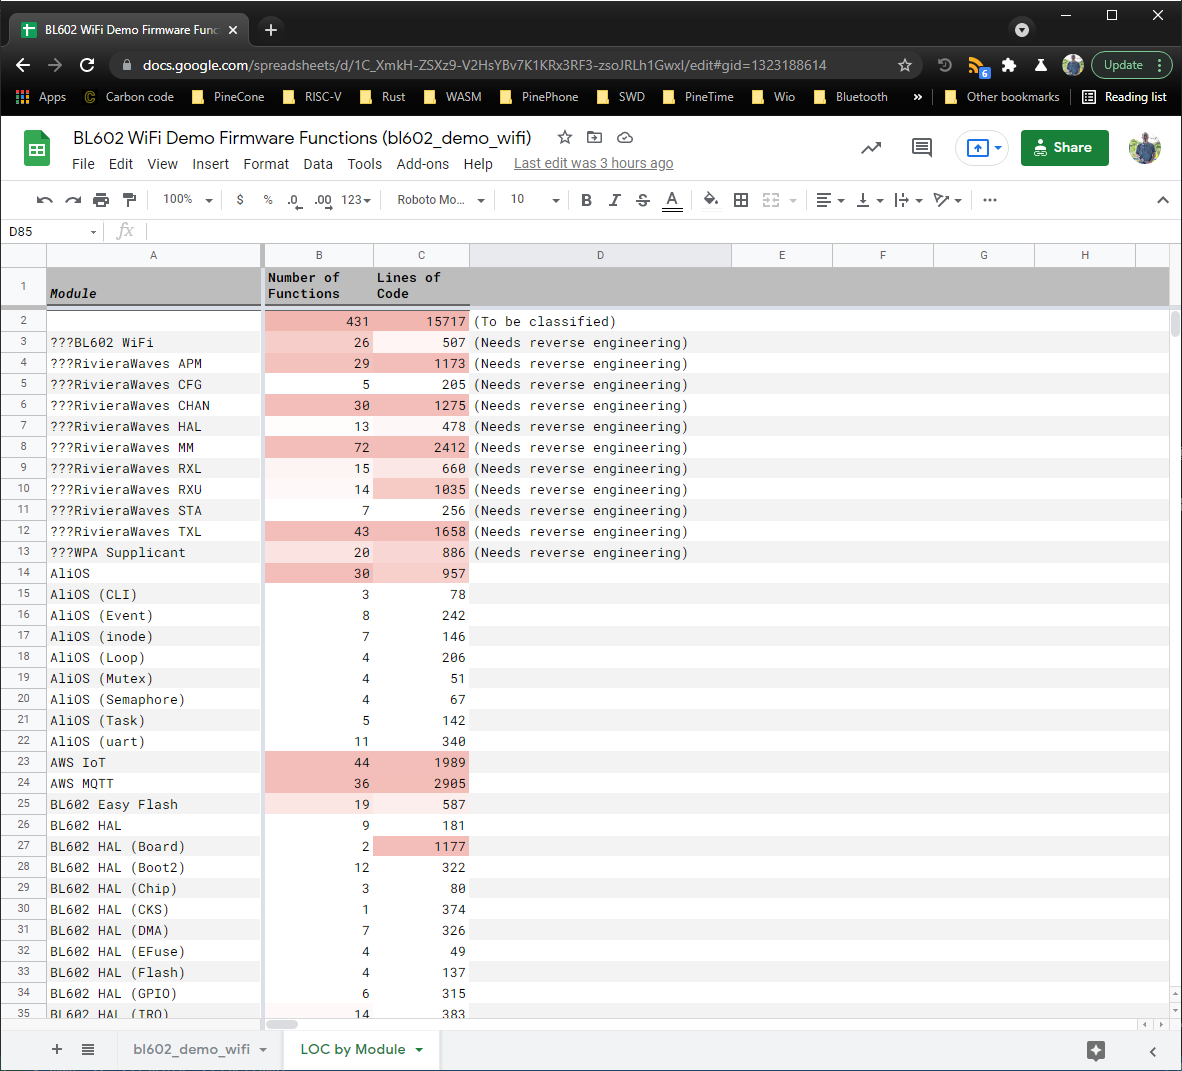 BL602 WiFi Demo Firmware Func
docs.google.com/spreadsheets/d/1C_XmkH-ZSXz9-V2HsYBv7K1KRx3RF3-zsoJRLh1GwxI/edit#gid=1323188614
6
Update
Apps Carbon code PineCone RISC-V Rust WASM PinePhone SWD PineTime Wio Bluetooth » Other bookmarks Reading list
BL602 WiFi Demo Firmware Functions (bl602_demo_wifi)
File Edit View Insert Format Data Tools Add-ons Help Last edit was 3 hours ago
Share
100% $ % .0 .00 123 Roboto Mo... 10 B I S A
D85 fx
A B C D E F G H
1 Module Number of Functions Lines of Code
2 431 15717 (To be classified)
3 ???BL602 WiFi 26 507 (Needs reverse engineering)
4 ???RivieraWaves APM 29 1173 (Needs reverse engineering)
5 ???RivieraWaves CFG 5 205 (Needs reverse engineering)
6 ???RivieraWaves CHAN 30 1275 (Needs reverse engineering)
7 ???RivieraWaves HAL 13 478 (Needs reverse engineering)
8 ???RivieraWaves MM 72 2412 (Needs reverse engineering)
9 ???RivieraWaves RXL 15 660 (Needs reverse engineering)
10 ???RivieraWaves RXU 14 1035 (Needs reverse engineering)
11 ???RivieraWaves STA 7 256 (Needs reverse engineering)
12 ???RivieraWaves TXL 43 1658 (Needs reverse engineering)
13 ???WPA Supplicant 20 886 (Needs reverse engineering)
14 AliOS 30 957
15 AliOS (CLI) 3 78
16 AliOS (Event) 8 242
17 AliOS (inode) 7 146
18 AliOS (Loop) 4 206
19 AliOS (Mutex) 4 51
20 AliOS (Semaphore) 4 67
21 AliOS (Task) 5 142
22 AliOS (uart) 11 340
23 AWS IoT 44 1989
24 AWS MQTT 36 2905
25 BL602 Easy Flash 19 587
26 BL602 HAL 9 181
27 BL602 HAL (Board) 2 1177
28 BL602 HAL (Boot2) 12 322
29 BL602 HAL (Chip) 3 80
30 BL602 HAL (CKS) 1 374
31 BL602 HAL (DMA) 7 326
32 BL602 HAL (EFuse) 4 49
33 BL602 HAL (Flash) 4 137
34 BL602 HAL (GPIO) 6 315
35 BL602 HAL (IRQ) 14 383
bl602_demo_wifi LOC by Module